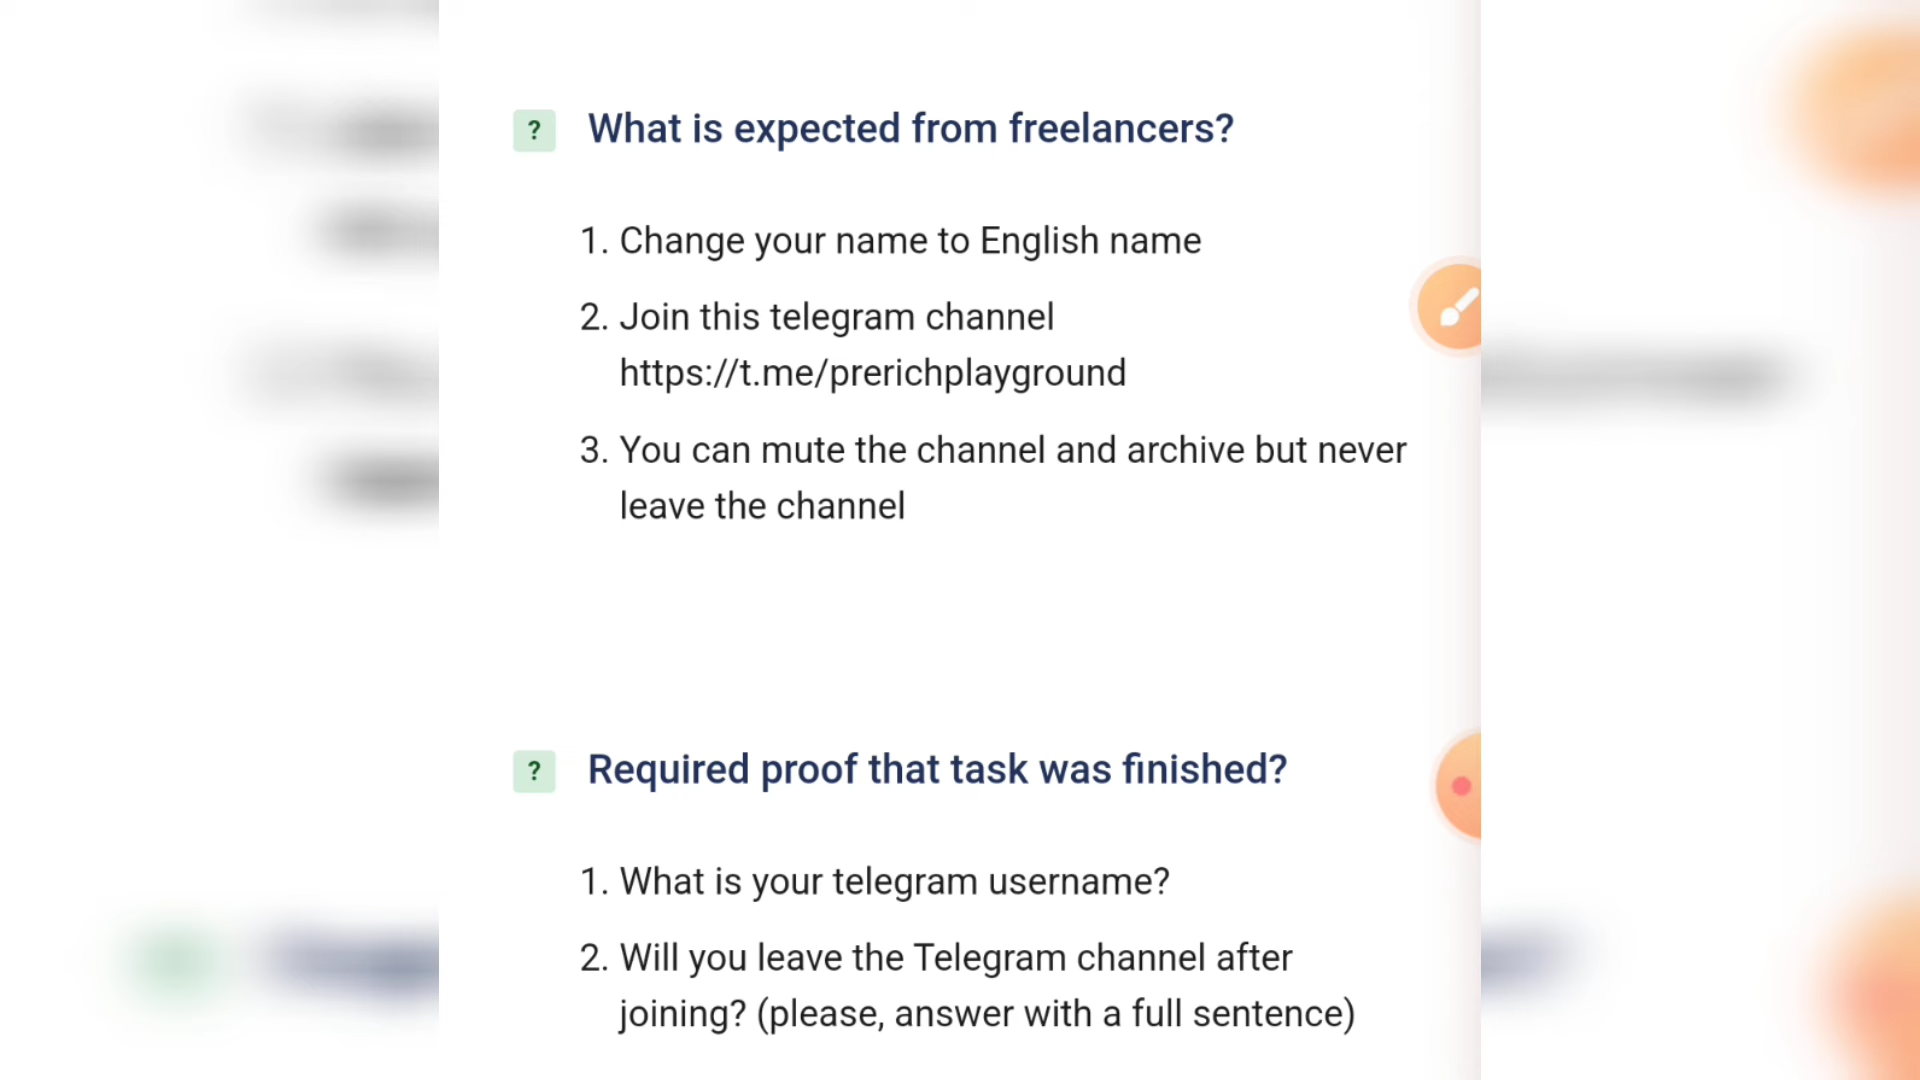 ? What is expected from freelancers?
1. Change your name to English name
2. Join this telegram channel
https://t.me/prerichplayground
3. You can mute the channel and archive but never
leave the channel
? Required proof that task was finished?
1. What is your telegram username?
2. Will you leave the Telegram channel after
joining? (please, answer with a full sentence)